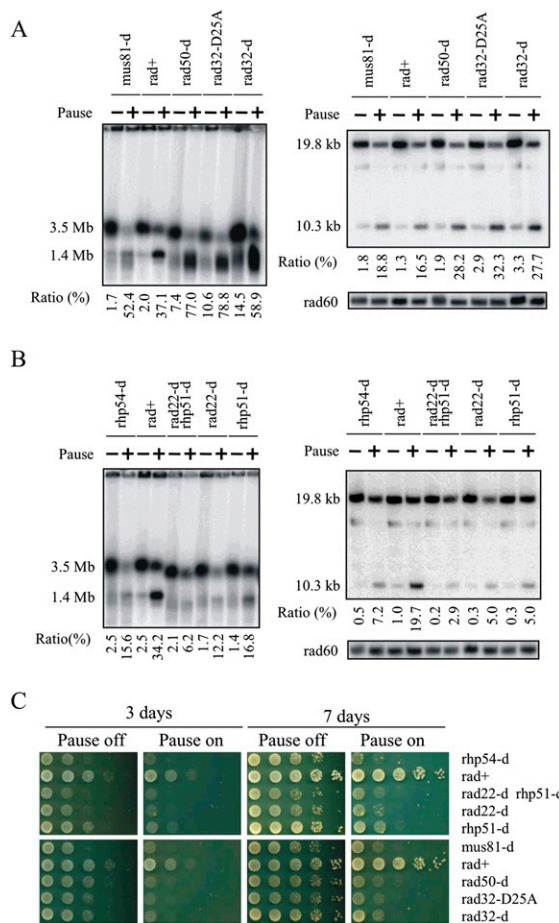 A
mus81-d rad+ rad50-d rad32-D25A rad32-d
Pause − + − + − + − + − +
3.5 Mb
1.4 Mb
Ratio (%) 1.7 52.4 2.0 37.1 7.4 77.0 10.6 78.8 14.5 58.9
mus81-d rad+ rad50-d rad32-D25A rad32-d
Pause − + − + − + − + − +
19.8 kb
10.3 kb
Ratio (%) 1.8 18.8 1.3 16.5 1.9 28.2 2.9 32.3 3.3 27.7
rad60
B
rhp54-d rad+ rad22-d rhp51-d rad22-d rhp51-d
Pause − + − + − + − + − +
3.5 Mb
1.4 Mb
Ratio(%) 2.5 15.6 2.5 34.2 2.1 6.2 1.7 12.2 1.4 16.8
rhp54-d rad+ rad22-d rhp51-d rad22-d rhp51-d
Pause − + − + − + − + − +
19.8 kb
10.3 kb
Ratio (%) 0.5 7.2 1.0 19.7 0.2 2.9 0.3 5.0 0.3 5.0
rad60
C
3 days 7 days
Pause off Pause on Pause off Pause on
rhp54-d
rad+
rad22-d rhp51-d
rad22-d
rhp51-d
mus81-d
rad+
rad50-d
rad32-D25A
rad32-d